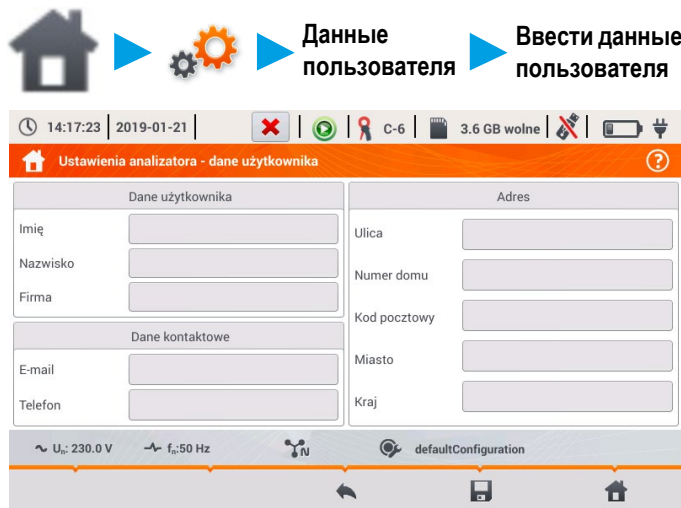 Данные
пользователя
Ввести данные
пользователя
14:17:23 2019-01-21 C-6 3.6 GB wolne
Ustawienia analizatora - dane użytkownika ?
Dane użytkownika
Imię
Nazwisko
Firma
Dane kontaktowe
E-mail
Telefon
Adres
Ulica
Numer domu
Kod pocztowy
Miasto
Kraj
Un: 230.0 V fn:50 Hz N defaultConfiguration